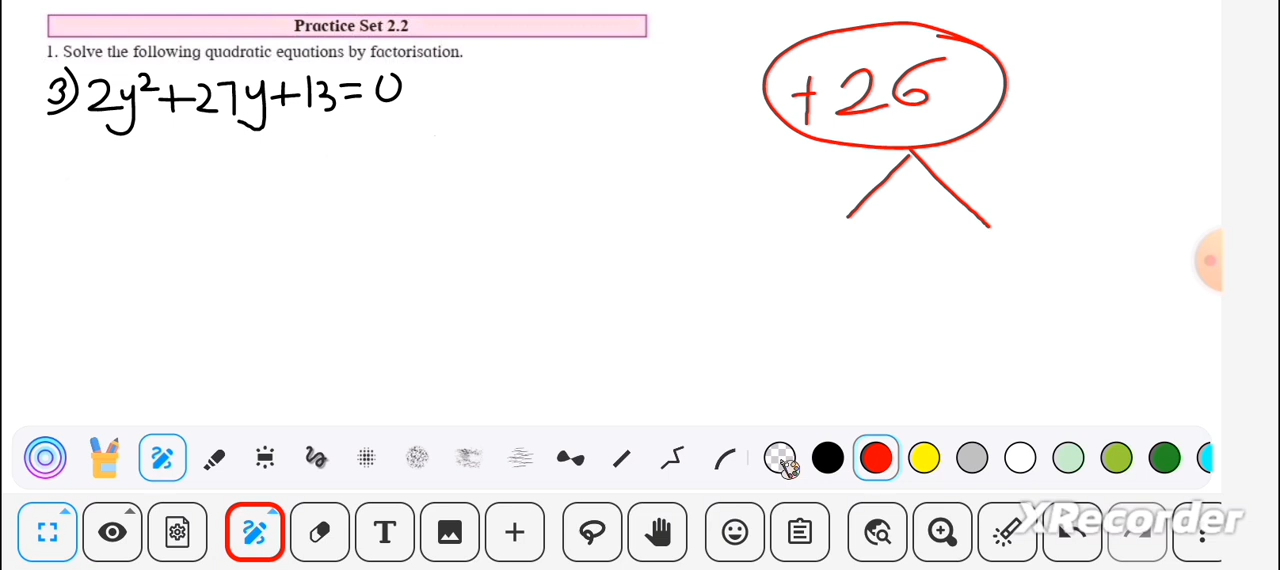 Practice Set 2.2
1. Solve the following quadratic equations by factorisation.
3) 2y²+27y+13=0
+26
T
XRecorder